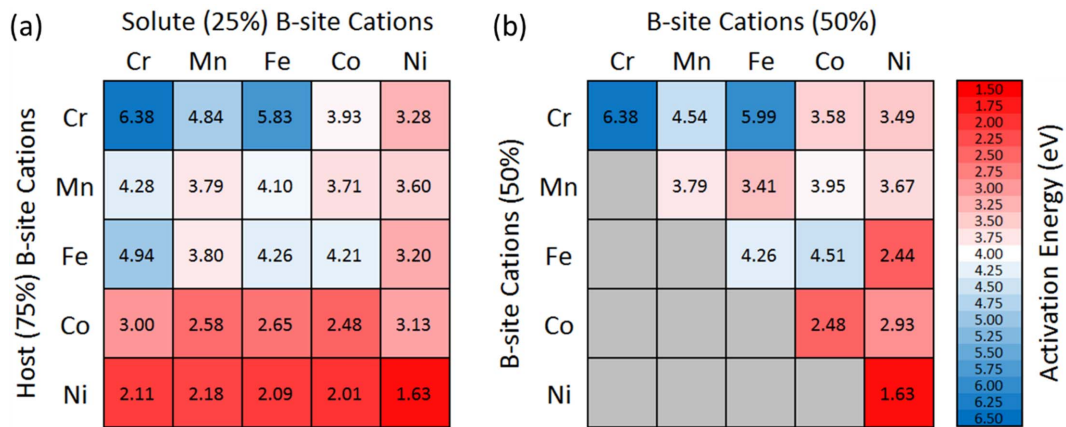 (a)
Solute (25%) B-site Cations
Cr Mn Fe Co Ni
Host (75%) B-site Cations
Cr 6.38 4.84 5.83 3.93 3.28
Mn 4.28 3.79 4.10 3.71 3.60
Fe 4.94 3.80 4.26 4.21 3.20
Co 3.00 2.58 2.65 2.48 3.13
Ni 2.11 2.18 2.09 2.01 1.63
(b)
B-site Cations (50%)
Cr Mn Fe Co Ni
B-site Cations (50%)
Cr 6.38 4.54 5.99 3.58 3.49
Mn 3.79 3.41 3.95 3.67
Fe 4.26 4.51 2.44
Co 2.48 2.93
Ni 1.63
1.50
1.75
2.00
2.25
2.50
2.75
3.00
3.25
3.50
3.75
4.00
4.25
4.50
4.75
5.00
5.25
5.50
5.75
6.00
6.25
6.50
Activation Energy (eV)